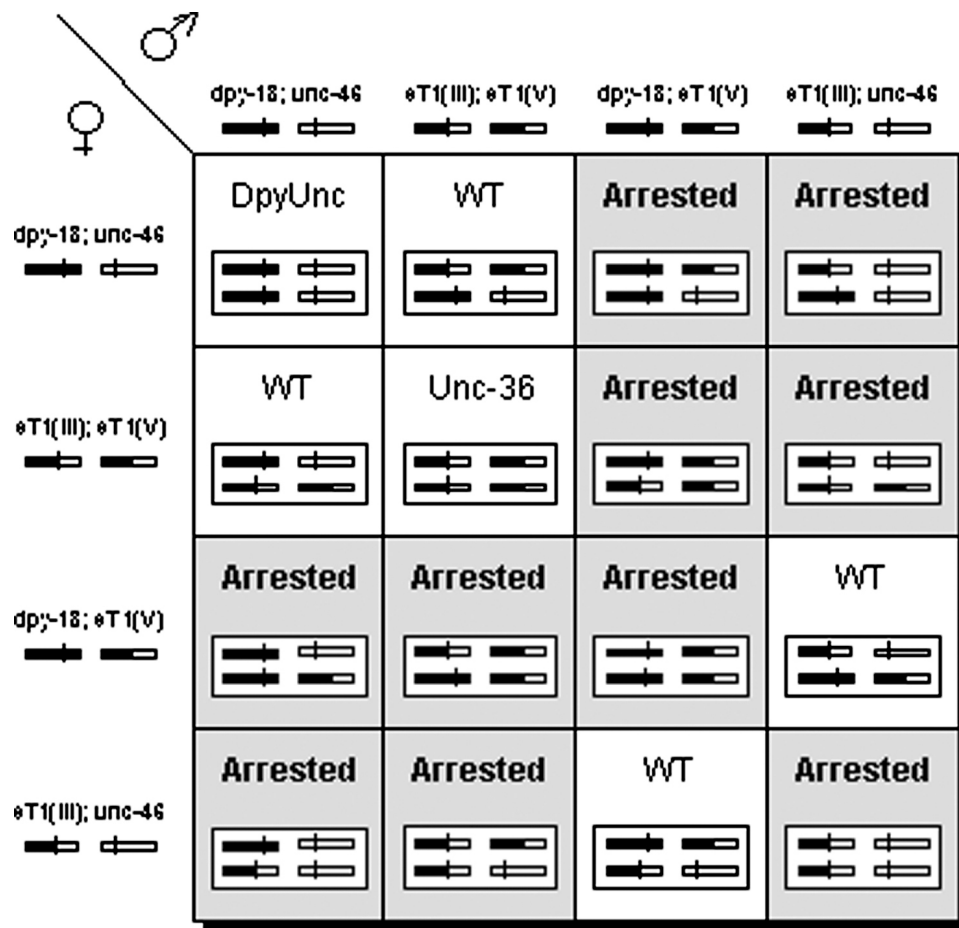 dpy-18; unc-46 eT1(III); eT1(V) dpy-18; eT1(V) eT1(III); unc-46
DpyUnc WT Arrested Arrested
dpy-18; unc-46
WT Unc-36 Arrested Arrested
eT1(III); eT1(V)
Arrested Arrested Arrested WT
dpy-18; eT1(V)
Arrested Arrested WT Arrested
eT1(III); unc-46